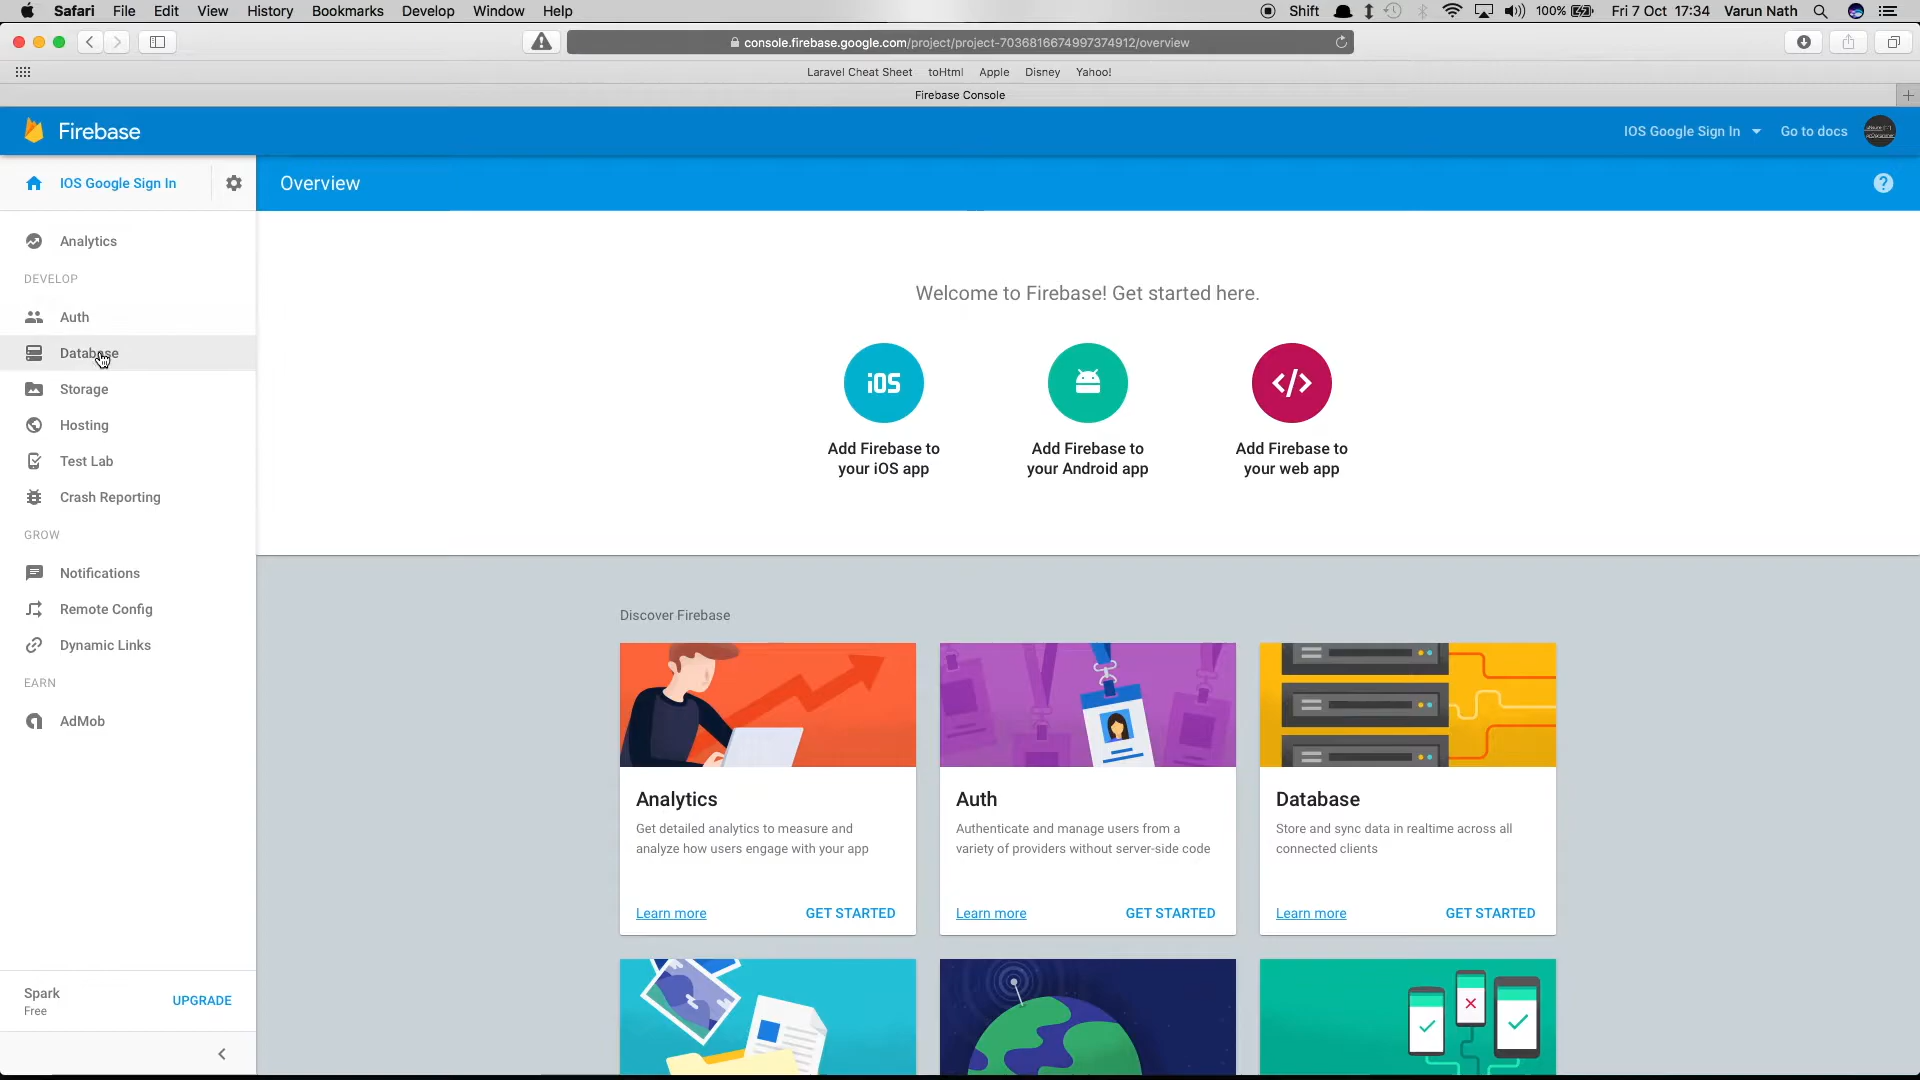 Safari File Edit View History Bookmarks Develop Window Help Shift 100% Fri 7 Oct 17:34 Varun Nath
console.firebase.google.com/project/project-7036816674997374912/overview
Laravel Cheat Sheet toHtml Apple Disney Yahoo!
Firebase Console
Firebase
IOS Google Sign In Go to docs
IOS Google Sign In
Overview
Analytics
DEVELOP
Auth
Database
Storage
Hosting
Test Lab
Crash Reporting
GROW
Notifications
Remote Config
Dynamic Links
EARN
AdMob
Spark
Free
UPGRADE
Welcome to Firebase! Get started here.
iOS
Add Firebase to
your iOS app
Add Firebase to
your Android app
</>
Add Firebase to
your web app
Discover Firebase
Analytics
Get detailed analytics to measure and
analyze how users engage with your app
Learn more GET STARTED
Auth
Authenticate and manage users from a
variety of providers without server-side code
Learn more GET STARTED
Database
Store and sync data in realtime across all
connected clients
Learn more GET STARTED